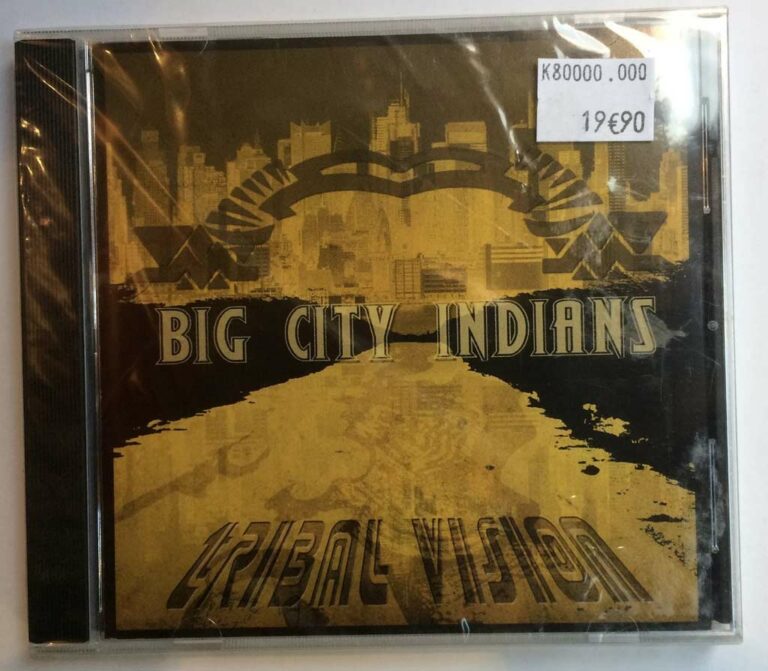 K80000.000
19€90
BIG CITY INDIANS
TRIBAL VISION